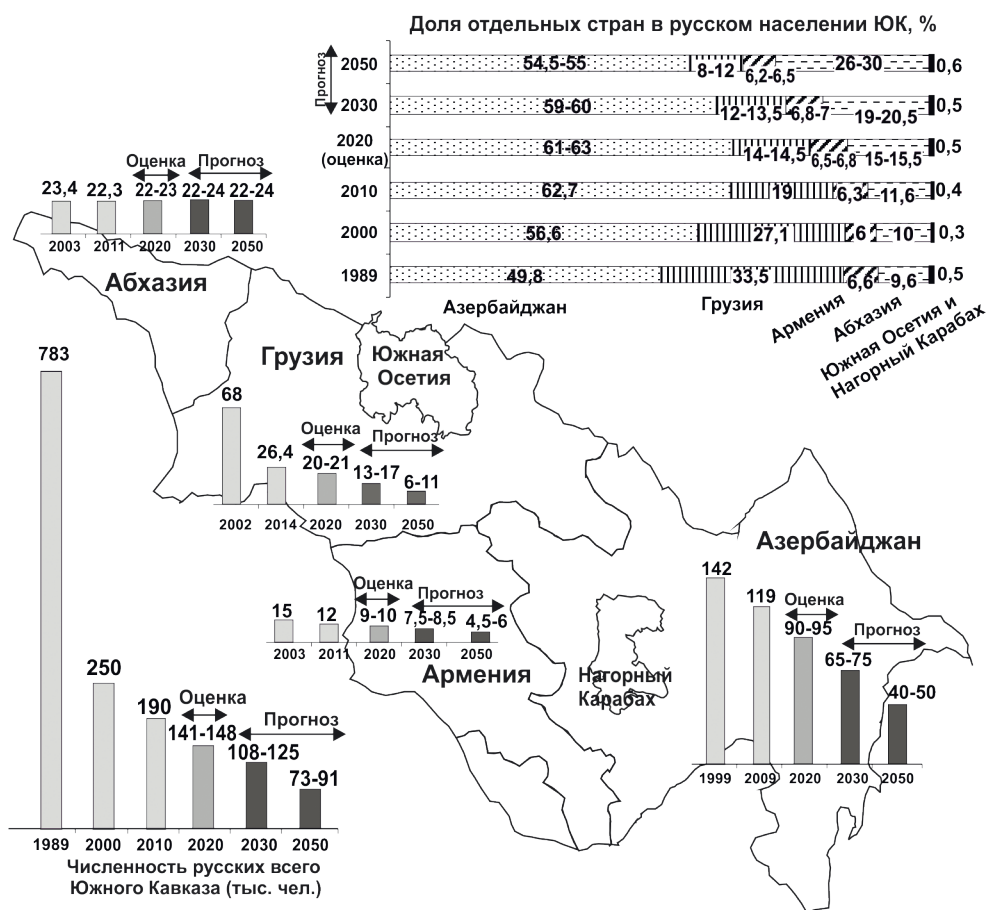 Доля отдельных стран в русском населении ЮК, %
Прогноз
2050 54,5-55 8-12 6,2-6,5 26-30 0,6
2030 59-60 12-13,5 6,8-7 19-20,5 0,5
2020 (оценка) 61-63 14-14,5 6,5-6,8 15-15,5 0,5
2010 62,7 19 6,3 11,6 0,4
2000 56,6 27,1 6 10 0,3
1989 49,8 33,5 6,6 9,6 0,5
Азербайджан Грузия Армения Абхазия Южная Осетия и Нагорный Карабах
Оценка Прогноз
23,4 22,3 22-23 22-24 22-24
2003 2011 2020 2030 2050
Абхазия
Грузия
Южная
Осетия
68 26,4 20-21 13-17 6-11
Оценка Прогноз
2002 2014 2020 2030 2050
Азербайджан
142 119 90-95 65-75 40-50
Оценка
Прогноз
1999 2009 2020 2030 2050
Оценка Прогноз
15 12 9-10 7,5-8,5 4,5-6
2003 2011 2020 2030 2050
Армения
Нагорный
Карабах
783 250 190 141-148 108-125 73-91
Оценка
Прогноз
1989 2000 2010 2020 2030 2050
Численность русских всего
Южного Кавказа (тыс. чел.)